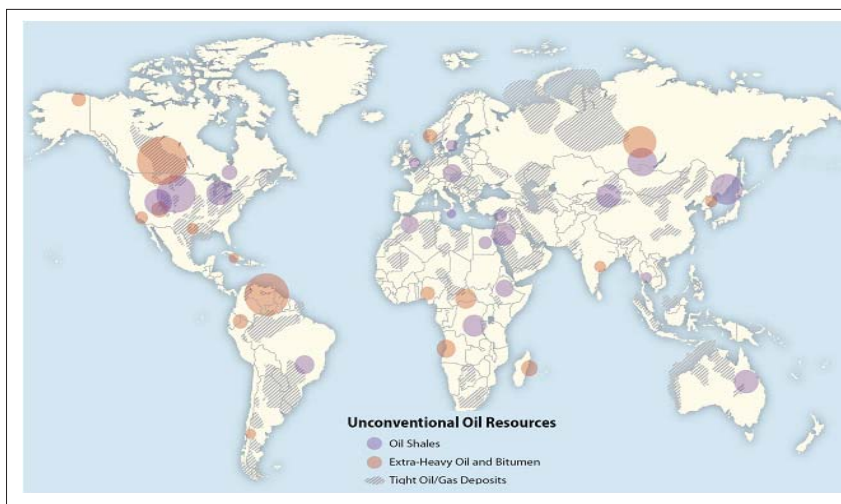 Unconventional Oil Resources
Oil Shales
Extra-Heavy Oil and Bitumen
Tight Oil/Gas Deposits